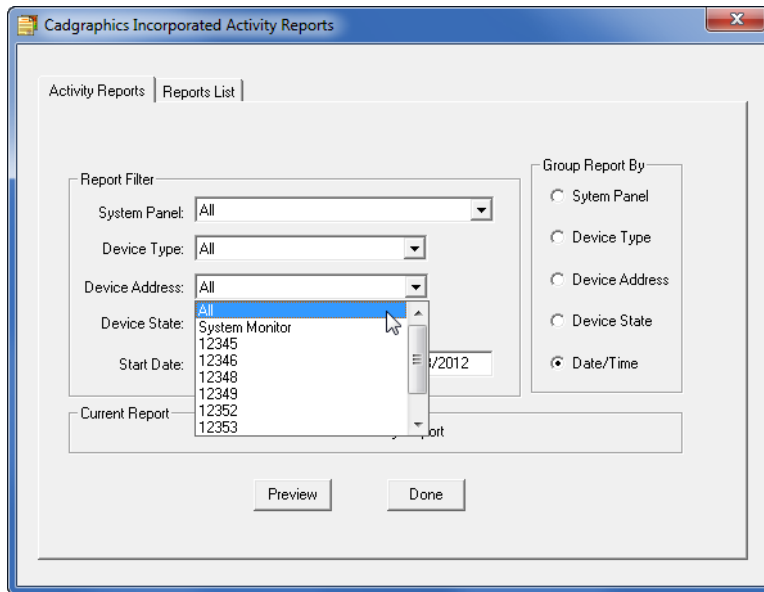 Cadgraphics Incorporated Activity Reports
Activity Reports
Reports List
Report Filter
System Panel: All
Device Type: All
Device Address: All
All
System Monitor
12345
12346
12348
12349
12352
12353
Device State:
Start Date: /2012
Group Report By
Sytem Panel
Device Type
Device Address
Device State
Date/Time
Current Report
Preview
Done